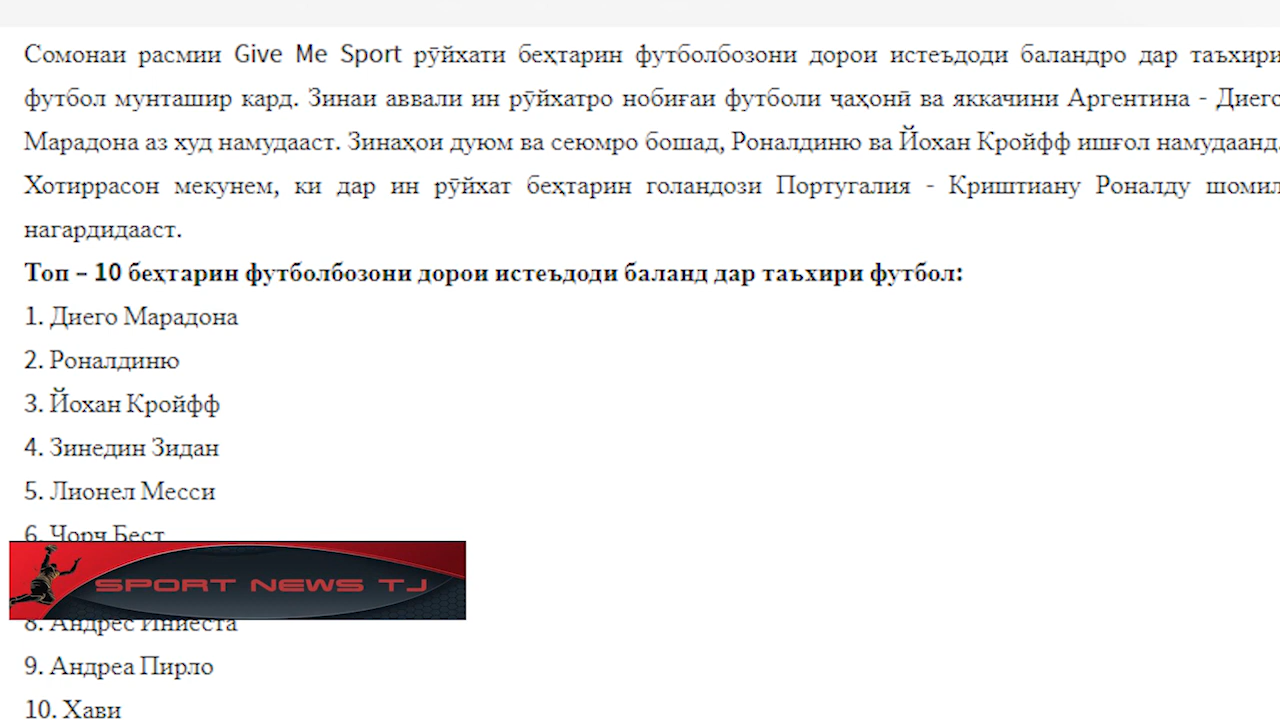 Сомонаи расмии Give Me Sport рӯйхати беҳтарин футболбозони дорои истеъдоди баландро дар таъхири
футбол мунташир кард. Зинаи аввали ин рӯйхатро нобиғаи футболи ҷаҳонӣ ва яккачини Аргентина - Диего
Марадона аз худ намудааст. Зинаҳои дуюм ва сеюмро бошад, Роналдиню ва Йохан Кройфф ишғол намудаанд.
Хотиррасон мекунем, ки дар ин рӯйхат беҳтарин голандози Португалия - Криштиану Роналду шомил
нагардидааст.
Топ – 10 беҳтарин футболбозони дорои истеъдоди баланд дар таъхири футбол:
1. Диего Марадона
2. Роналдиню
3. Йохан Кройфф
4. Зинедин Зидан
5. Лионел Месси
6. Ҷорҷ Бест
SPORT NEWS TJ
8. Андрес Иниеста
9. Андреа Пирло
10. Хави